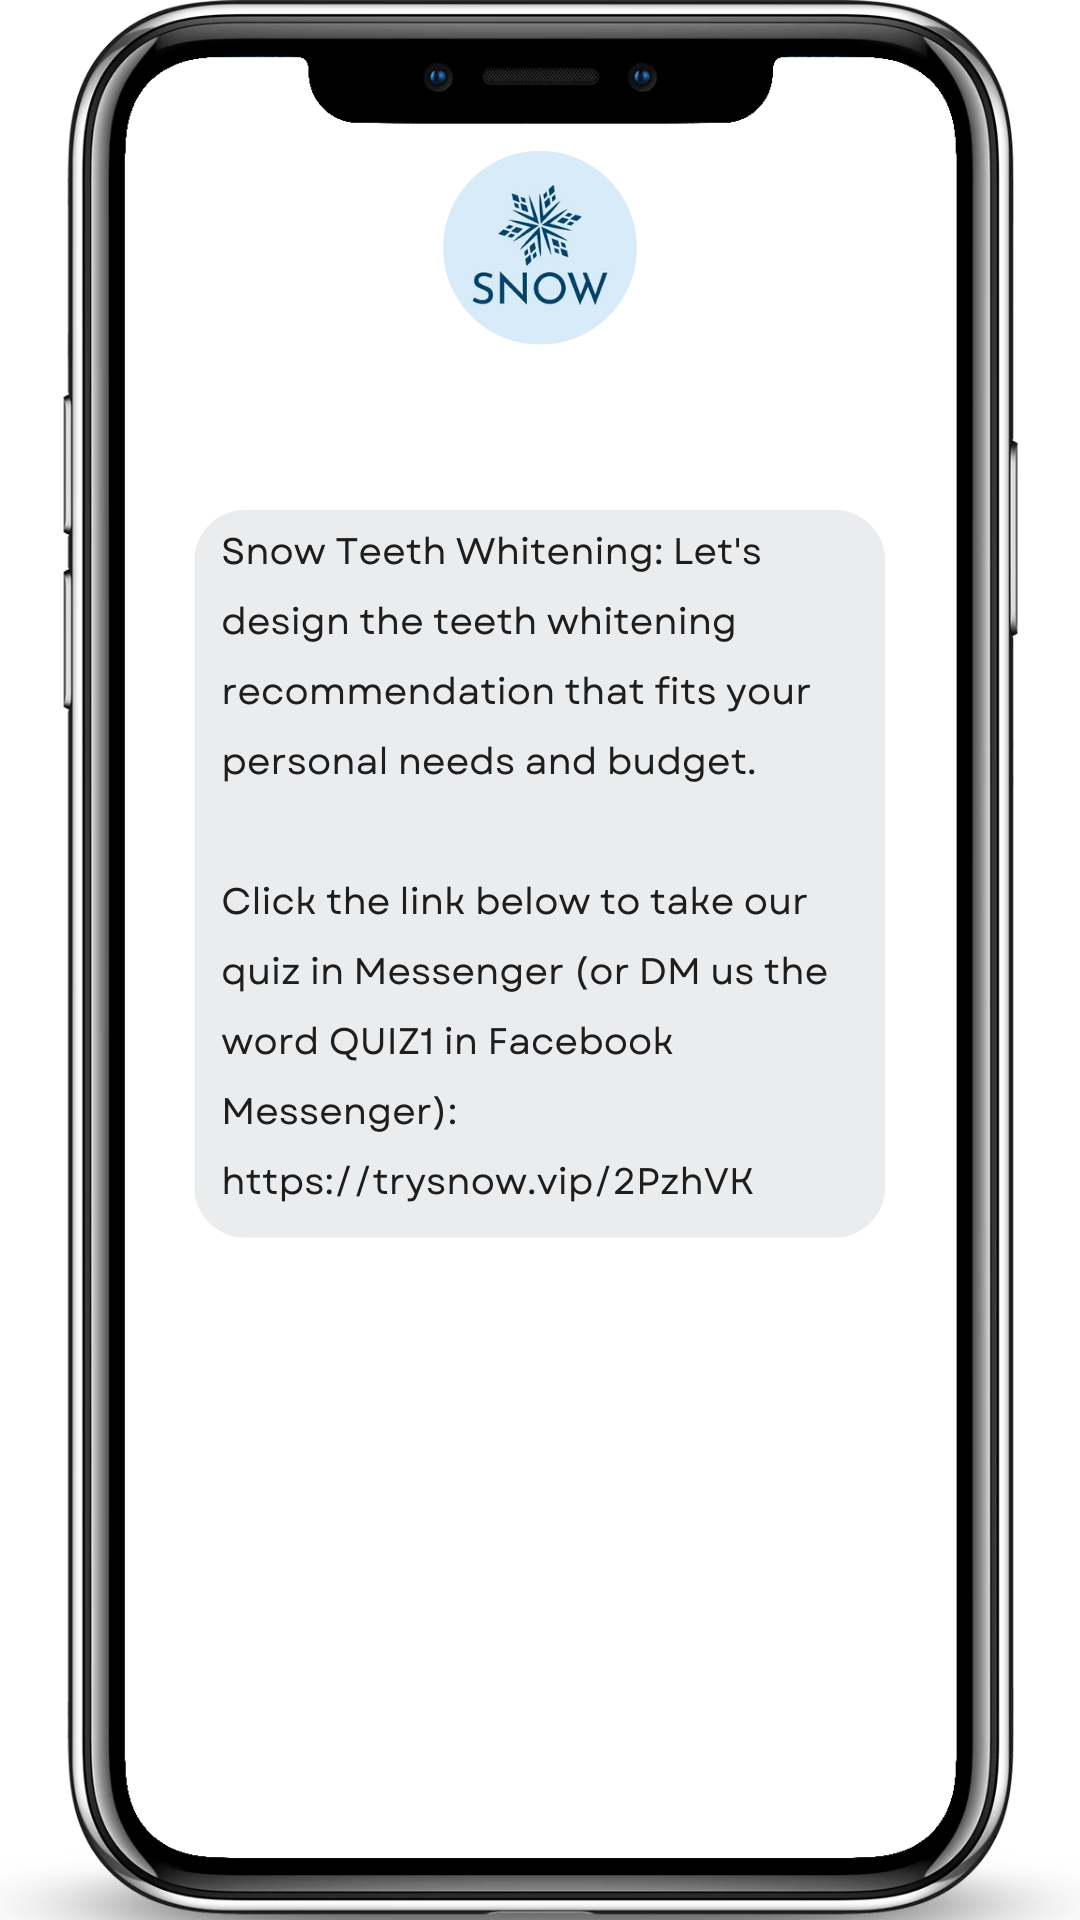 SNOW
Snow Teeth Whitening: Let's
design the teeth whitening
recommendation that fits your
personal needs and budget.
Click the link below to take our
quiz in Messenger (or DM us the
word QUIZ1 in Facebook
Messenger):
https://trysnow.vip/2PzhVK